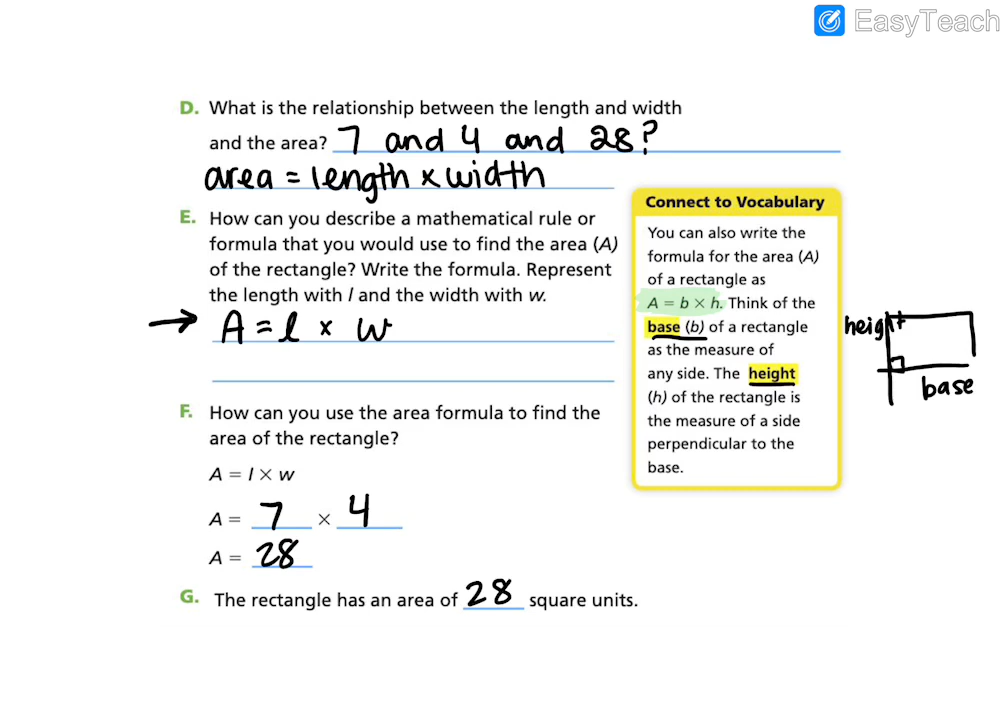 EasyTeach
D. What is the relationship between the length and width
and the area? 7 and 4 and 28?
area = length x width
E. How can you describe a mathematical rule or
formula that you would use to find the area (A)
of the rectangle? Write the formula. Represent
the length with l and the width with w.
→ A = l x w
F. How can you use the area formula to find the
area of the rectangle?
A = l × w
A = 7 × 4
A = 28
G. The rectangle has an area of 28 square units.
Connect to Vocabulary
You can also write the
formula for the area (A)
of a rectangle as
A = b × h. Think of the
base (b) of a rectangle
as the measure of
any side. The height
(h) of the rectangle is
the measure of a side
perpendicular to the
base.
height
base